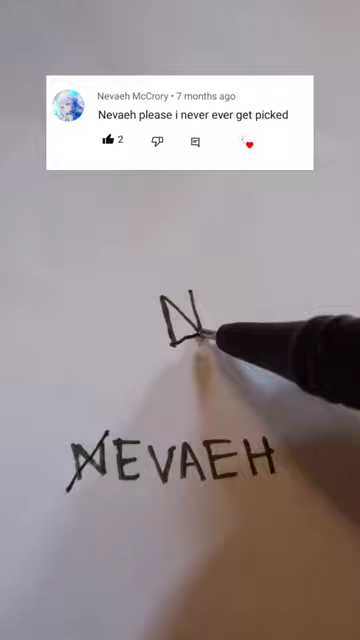 Nevaeh McCrory • 7 months ago
Nevaeh please i never ever get picked
2
N
NEVAEH